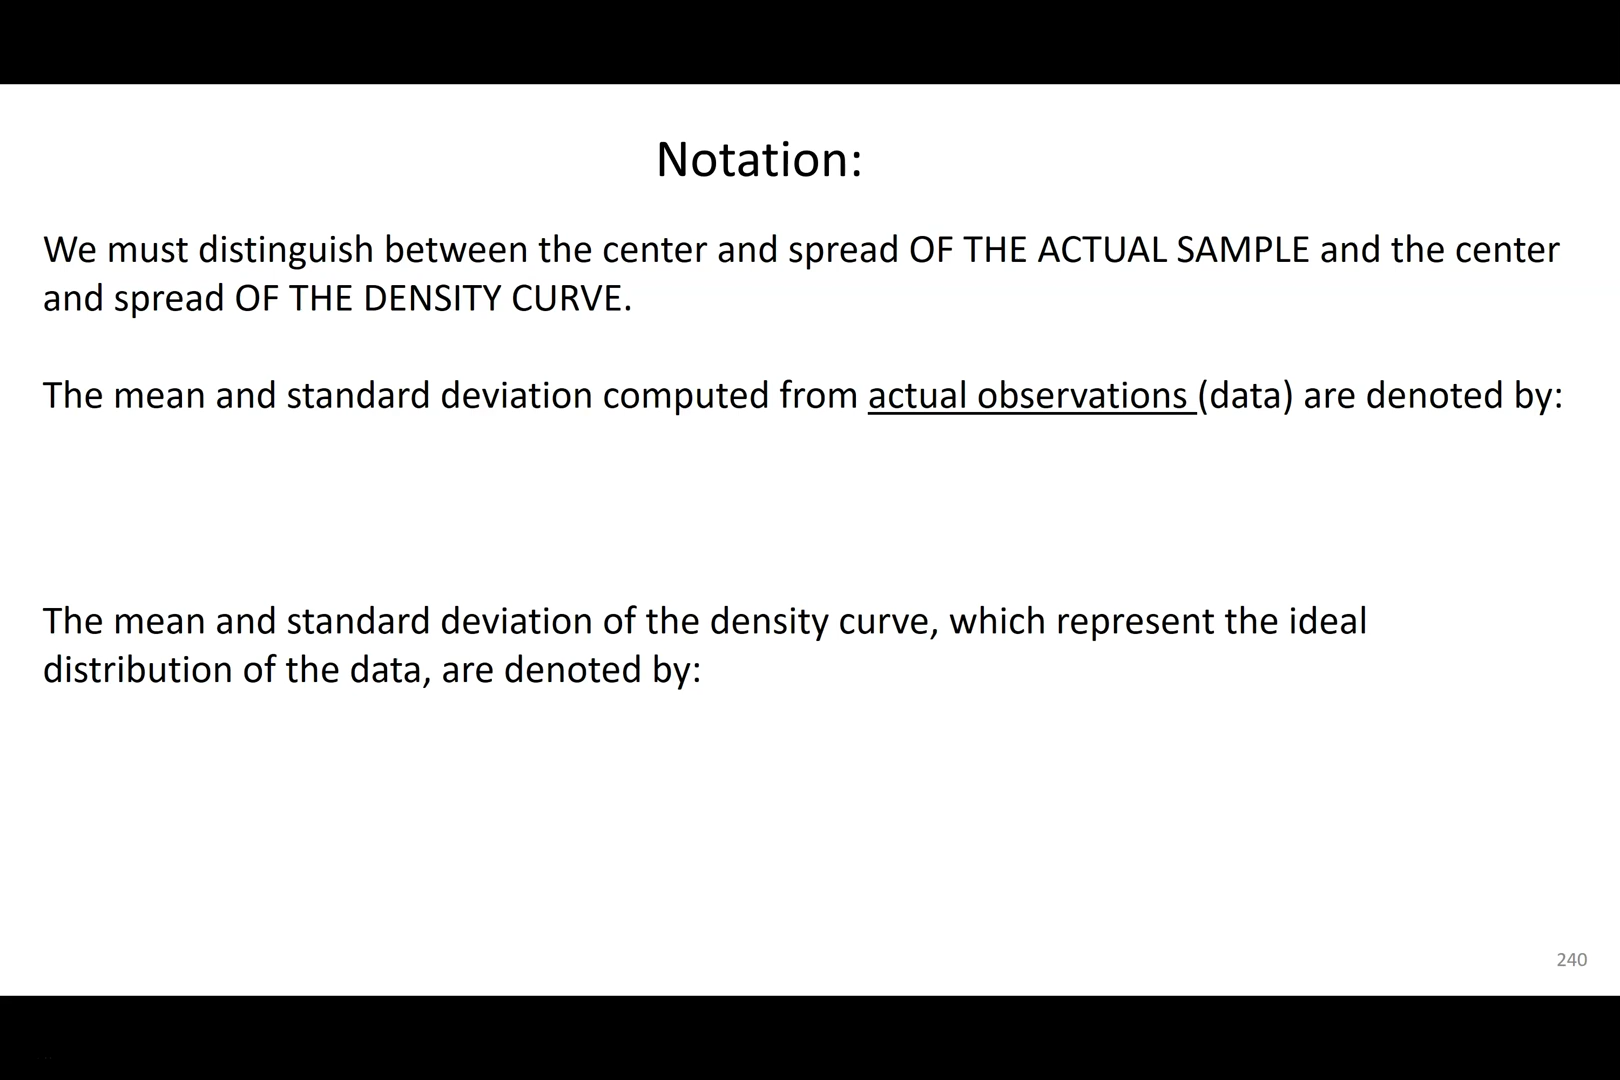 Notation:
We must distinguish between the center and spread OF THE ACTUAL SAMPLE and the center
and spread OF THE DENSITY CURVE.
The mean and standard deviation computed from actual observations (data) are denoted by:
The mean and standard deviation of the density curve, which represent the ideal
distribution of the data, are denoted by:
240